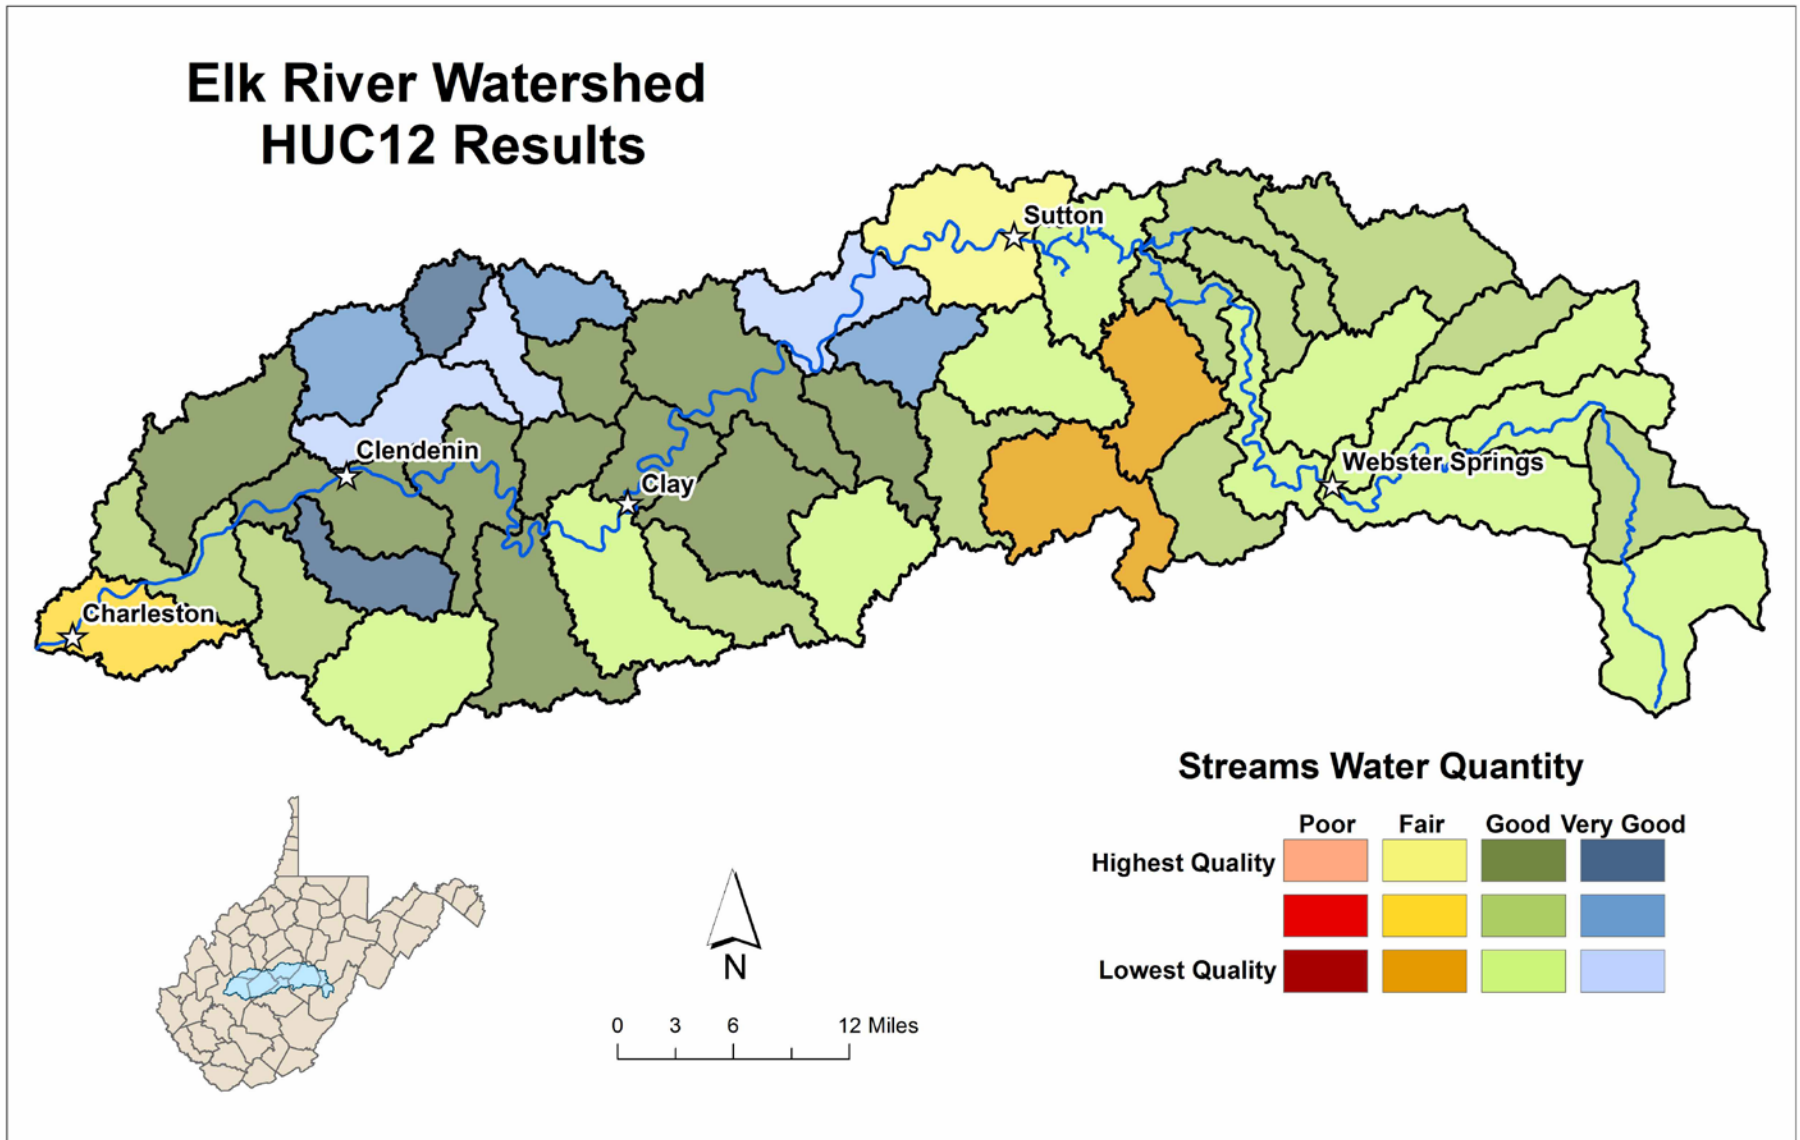 Elk River Watershed
HUC12 Results
Sutton
Clendenin
Webster Springs
Clay
Charleston
Streams Water Quantity
Poor Fair Good Very Good
Highest Quality
Lowest Quality
N
0 3 6 12 Miles